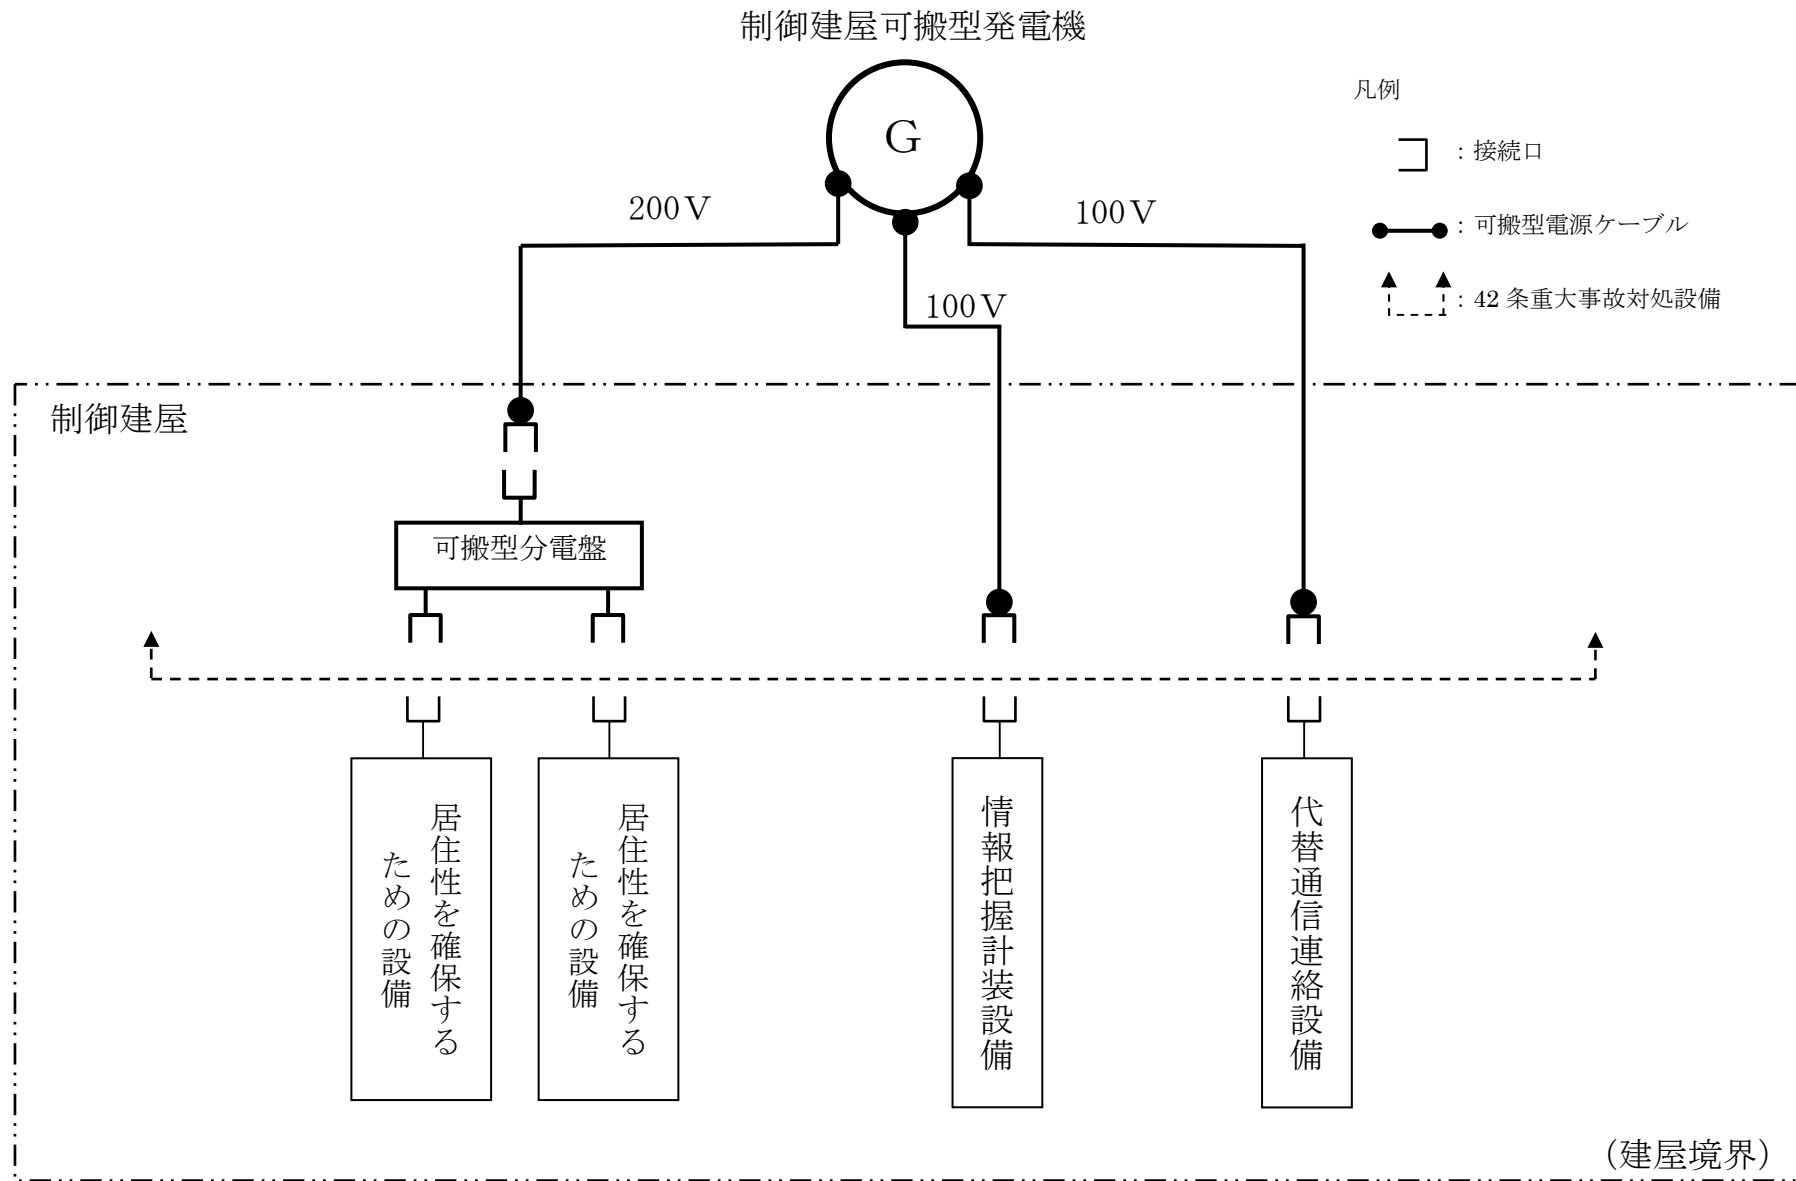 制御建屋可搬型発電機
G
200V
100V
100V
凡例
：接続口
：可搬型電源ケーブル
：42 条重大事故対処設備
制御建屋
可搬型分電盤
居住性を確保する
ための設備
居住性を確保する
ための設備
情報把握計装設備
代替通信連絡設備
（建屋境界）